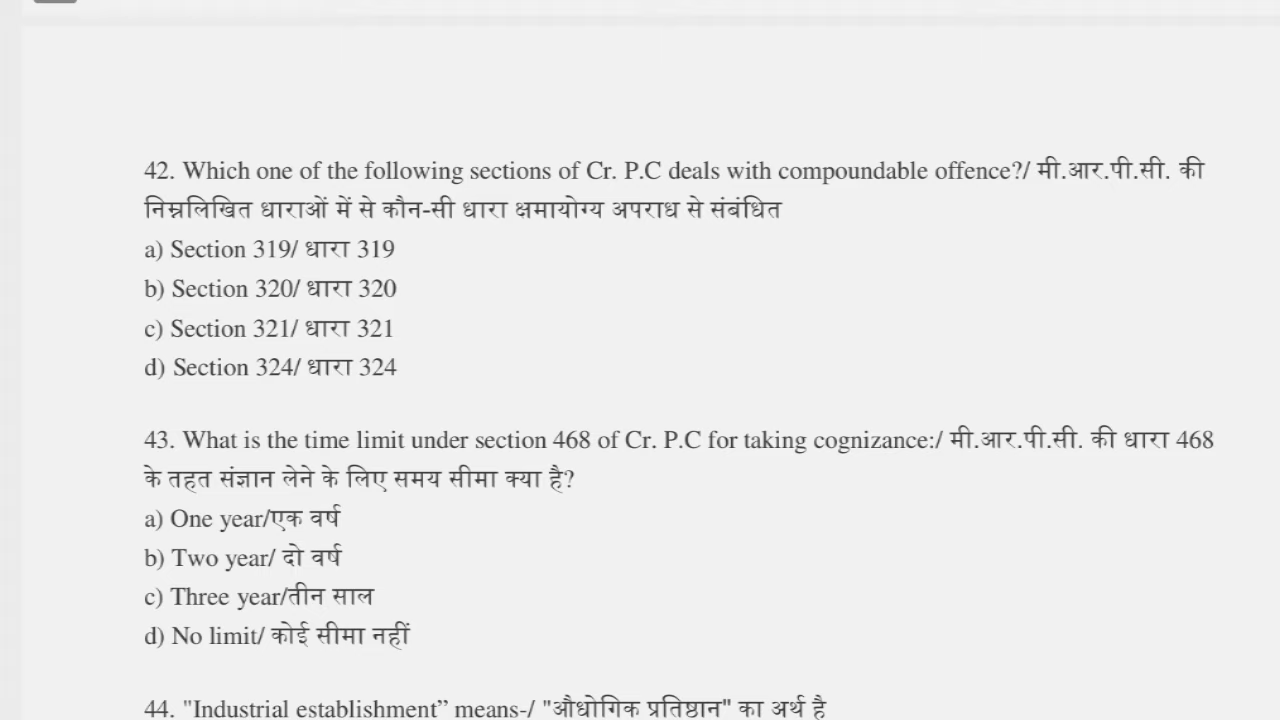 42. Which one of the following sections of Cr. P.C deals with compoundable offence?/ मी.आर.पी.सी. की
निम्नलिखित धाराओं में से कौन-सी धारा क्षमायोग्य अपराध से संबंधित
a) Section 319/ धारा 319
b) Section 320/ धारा 320
c) Section 321/ धारा 321
d) Section 324/ धारा 324
43. What is the time limit under section 468 of Cr. P.C for taking cognizance:/ मी.आर.पी.सी. की धारा 468
के तहत संज्ञान लेने के लिए समय सीमा क्या है?
a) One year/एक वर्ष
b) Two year/ दो वर्ष
c) Three year/तीन साल
d) No limit/ कोई सीमा नहीं
44. "Industrial establishment” means-/ "औधोगिक प्रतिष्ठान" का अर्थ है